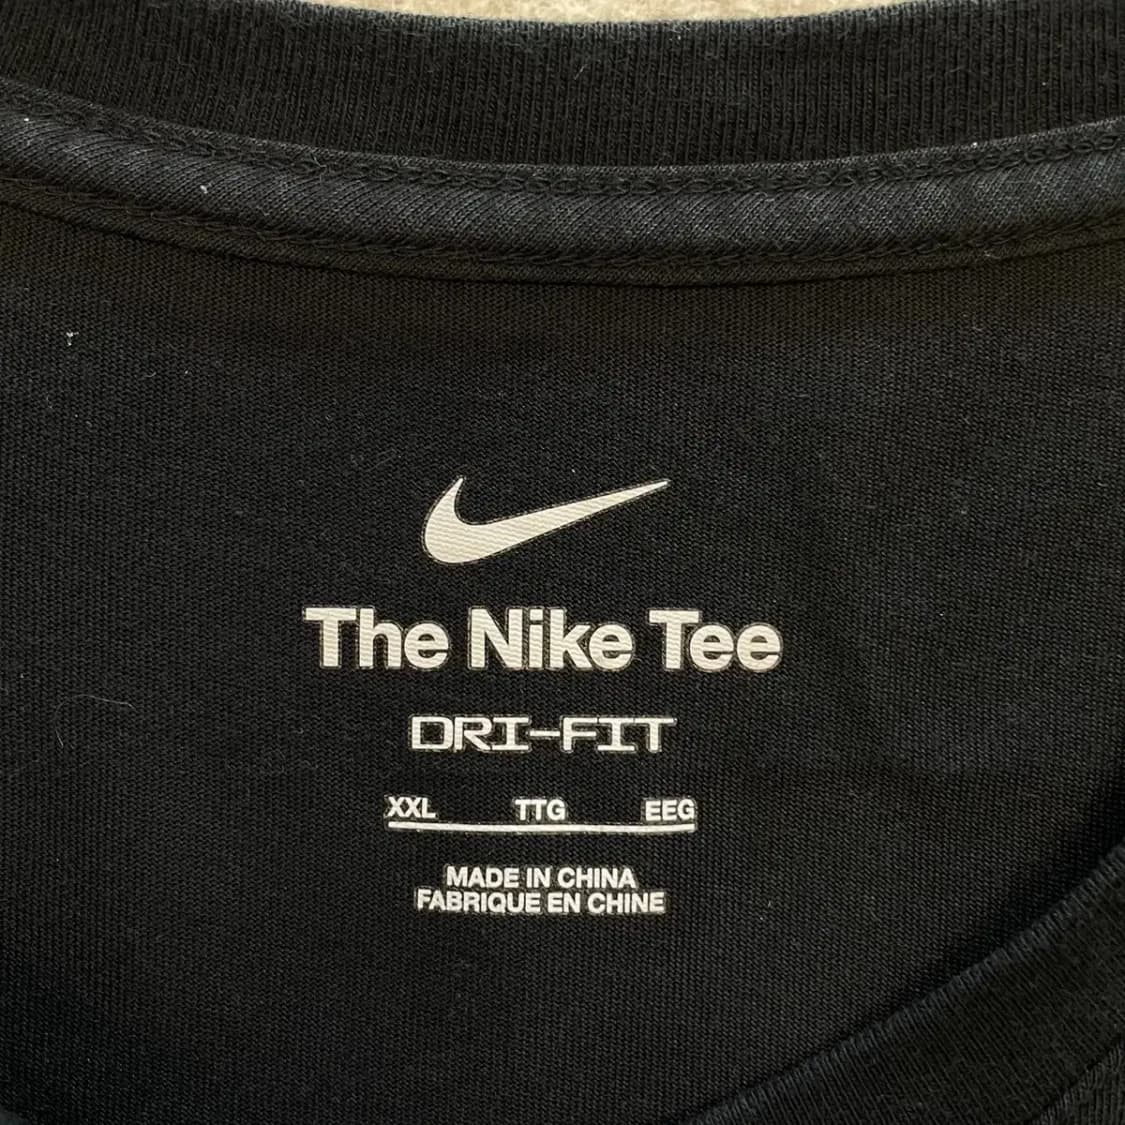 The Nike Tee
DRI-FIT
XXL TTG EEG
MADE IN CHINA
FABRIQUE EN CHINE